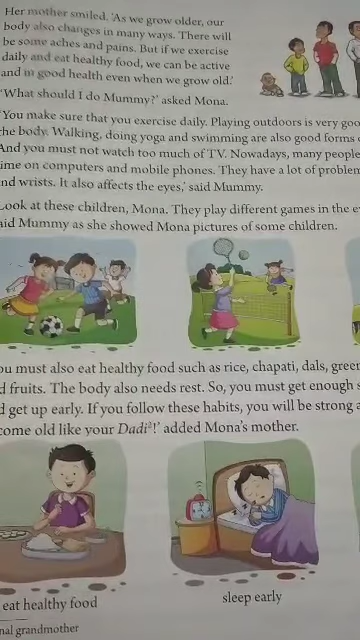 Her mother smiled. 'As we grow older, our
body also changes in many ways. There will
be some aches and pains. But if we exercise
daily and eat healthy food, we can be active
and in good health even when we grow old.'
'What should I do Mummy?' asked Mona.
'You make sure that you exercise daily. Playing outdoors is very
the body. Walking, doing yoga and swimming are also good forms
And you must not watch too much of TV. Nowadays, many people
on computers and mobile phones. They have a lot of
and wrists. It also affects the eyes,' said Mummy.
Look at these children, Mona. They play different games in the
said Mummy as she showed Mona pictures of some children.
you must also eat healthy food such as rice, chapati, dals, green
fruits. The body also needs rest. So, you must get enough
get up early. If you follow these habits, you will be strong
old like your Dadi²!' added Mona's mother.
eat healthy food
sleep early
grandmother